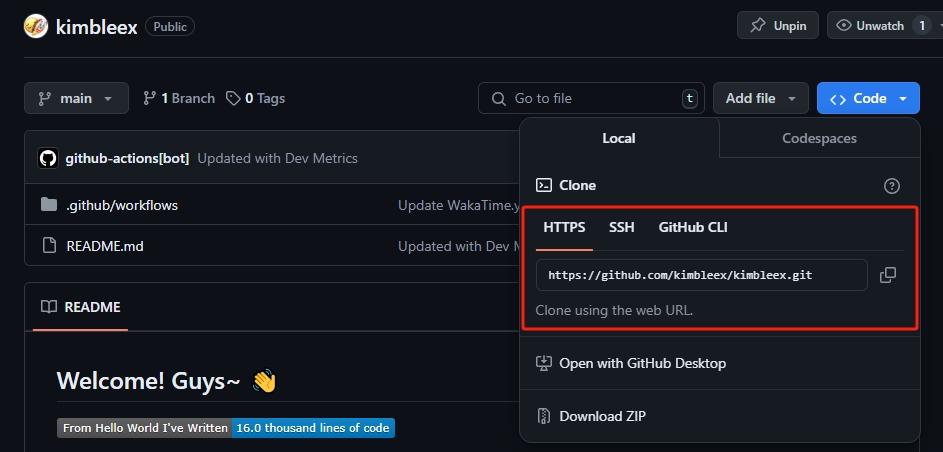 kimbleex Public Unpin Unwatch 1
main 1 Branch 0 Tags Go to file t Add file Code
Local Codespaces
github-actions[bot] Updated with Dev Metrics
Clone
.github/workflows Update WakaTime.y
HTTPS SSH GitHub CLI
README.md Updated with Dev M
https://github.com/kimbleex/kimbleex.git
README
Clone using the web URL.
Open with GitHub Desktop
Welcome! Guys~ 👋
Download ZIP
From Hello World I've Written 16.0 thousand lines of code